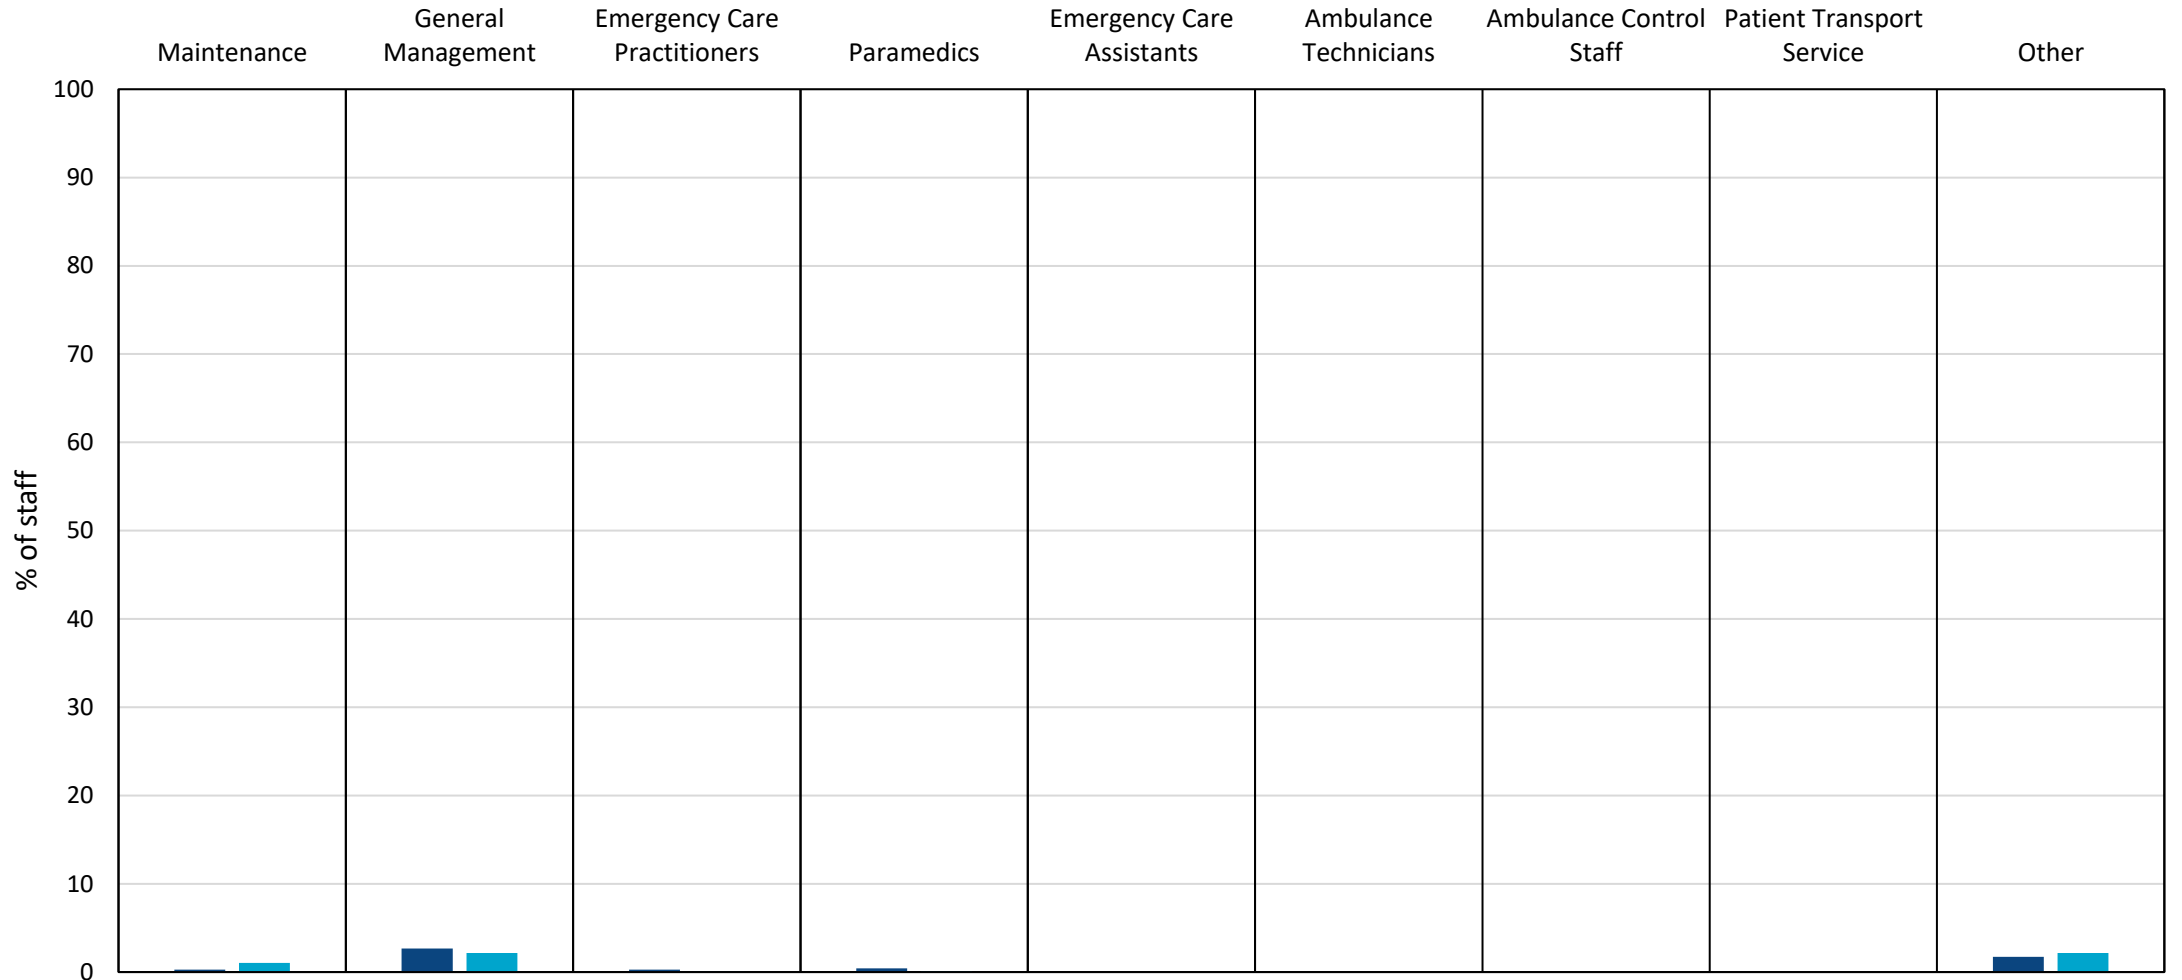 Maintenance
General
Management
Emergency Care
Practitioners
Paramedics
Emergency Care
Assistants
Ambulance
Technicians
Ambulance Control
Staff
Patient Transport
Service
Other
100
90
80
70
60
50
40
30
20
10
0
% of staff